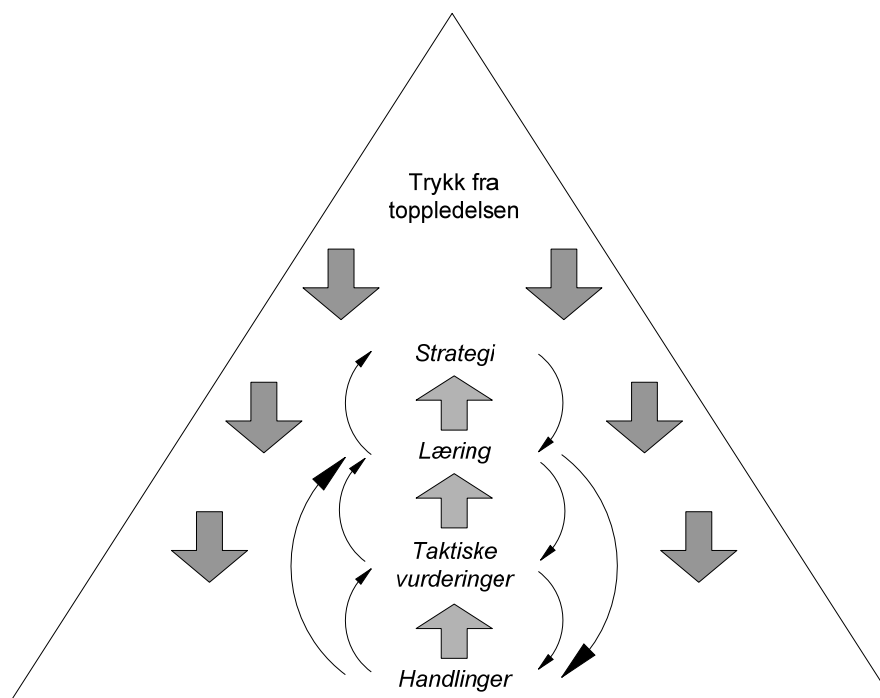 Trykk fra
toppledelsen
Strategi
Læring
Taktiske
vurderinger
Handlinger